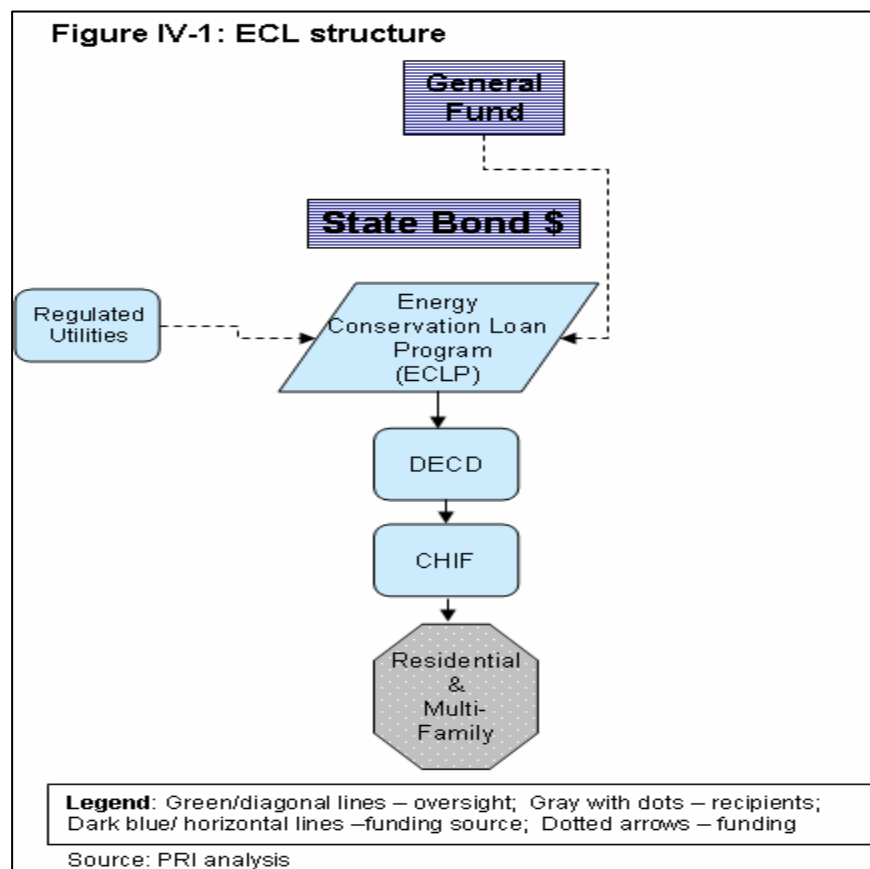 Figure IV-1: ECL structure
General
Fund
State Bond $
Regulated
Utilities
Energy
Conservation Loan
Program
(ECLP)
DECD
CHIF
Residential
&
Multi-
Family
Legend: Green/diagonal lines – oversight; Gray with dots – recipients;
Dark blue/ horizontal lines –funding source; Dotted arrows – funding
Source: PRI analysis